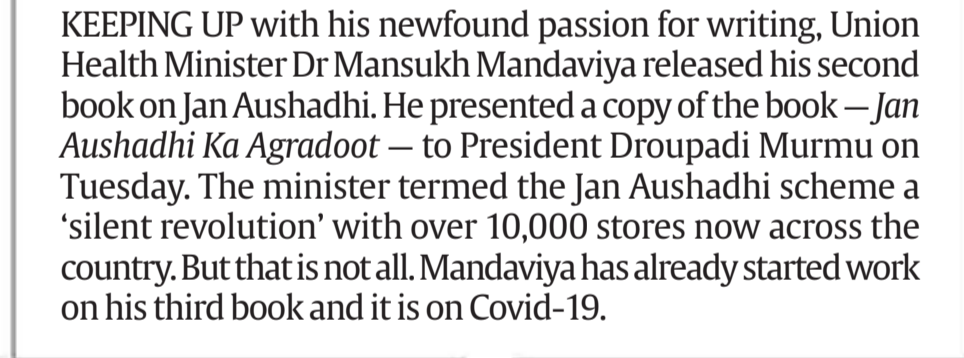 KEEPING UP with his newfound passion for writing, Union
Health Minister Dr Mansukh Mandaviya released his second
book on Jan Aushadhi. He presented a copy of the book — Jan
Aushadhi Ka Agradoot — to President Droupadi Murmu on
Tuesday. The minister termed the Jan Aushadhi scheme a
‘silent revolution’ with over 10,000 stores now across the
country. But that is not all. Mandaviya has already started work
on his third book and it is on Covid-19.